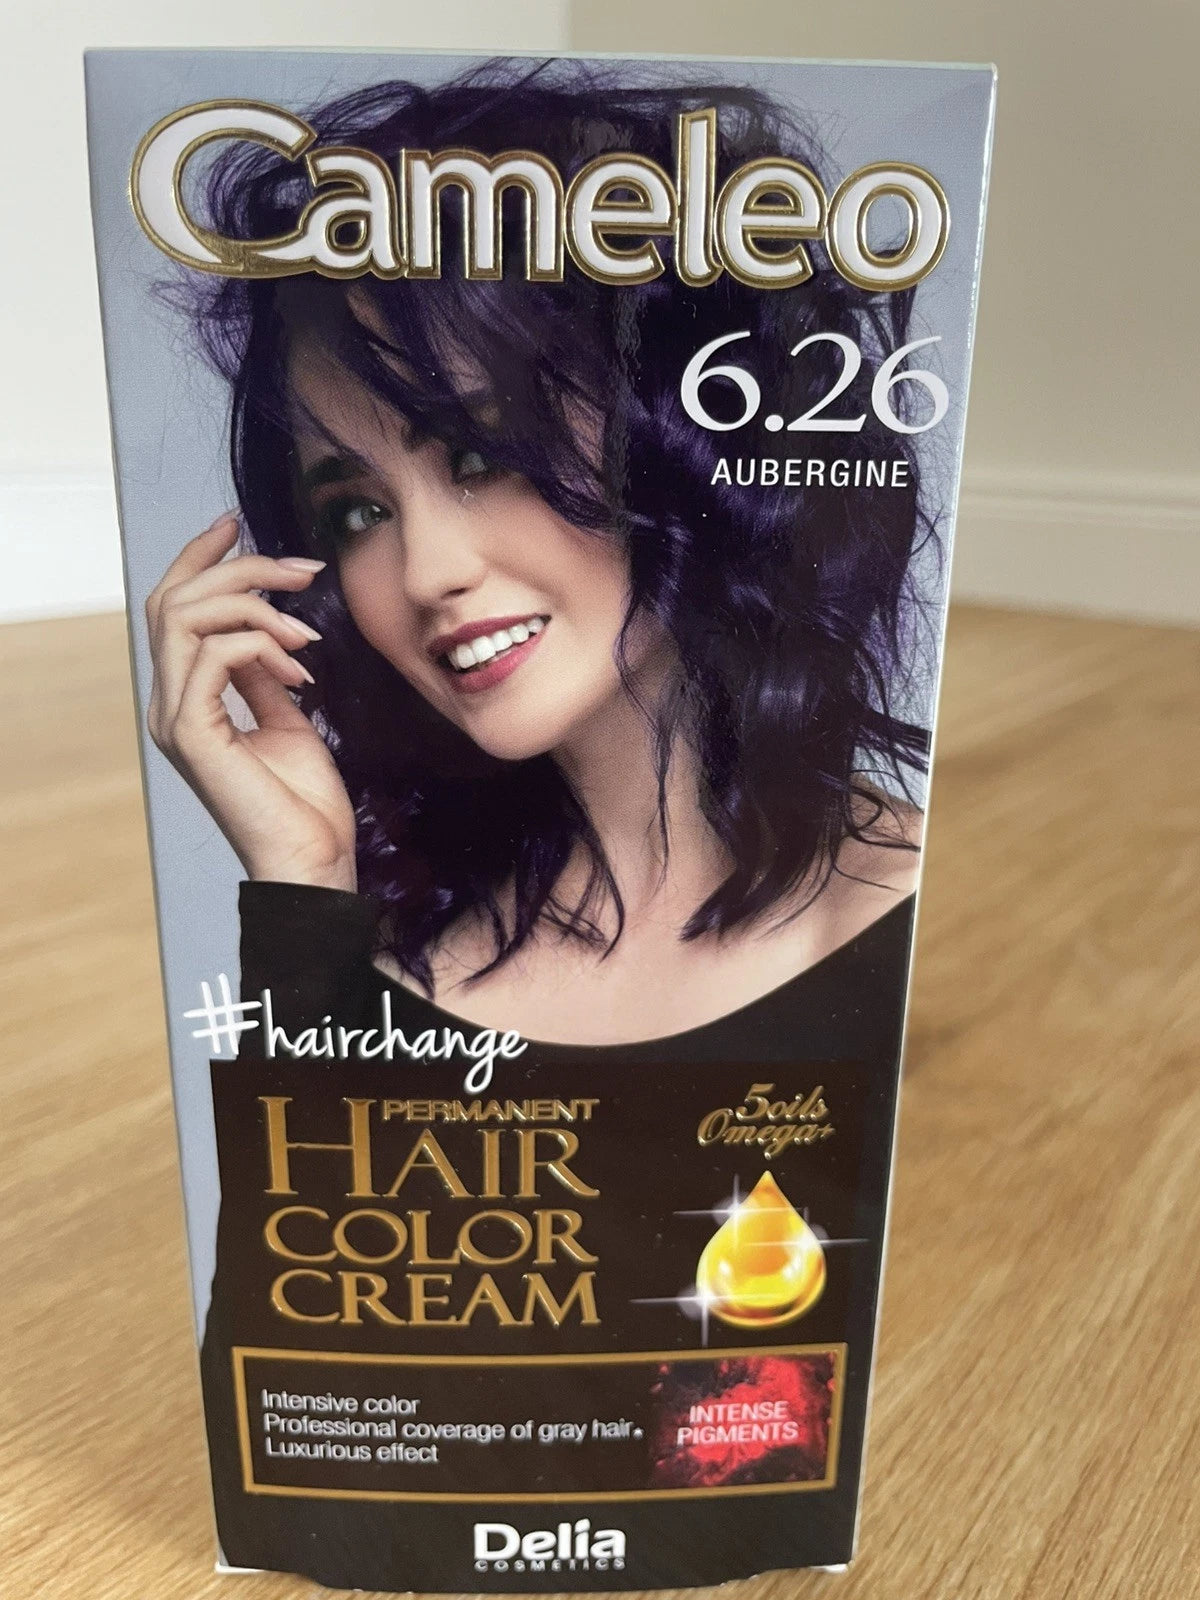 Cameleo
6.26
AUBERGINE
#hairchange
PERMANENT
HAIR
COLOR
CREAM
5oils
Omega+
Intensive color
Professional coverage of gray hair.
Luxurious effect
INTENSE
PIGMENTS
Delia
COSMETICS